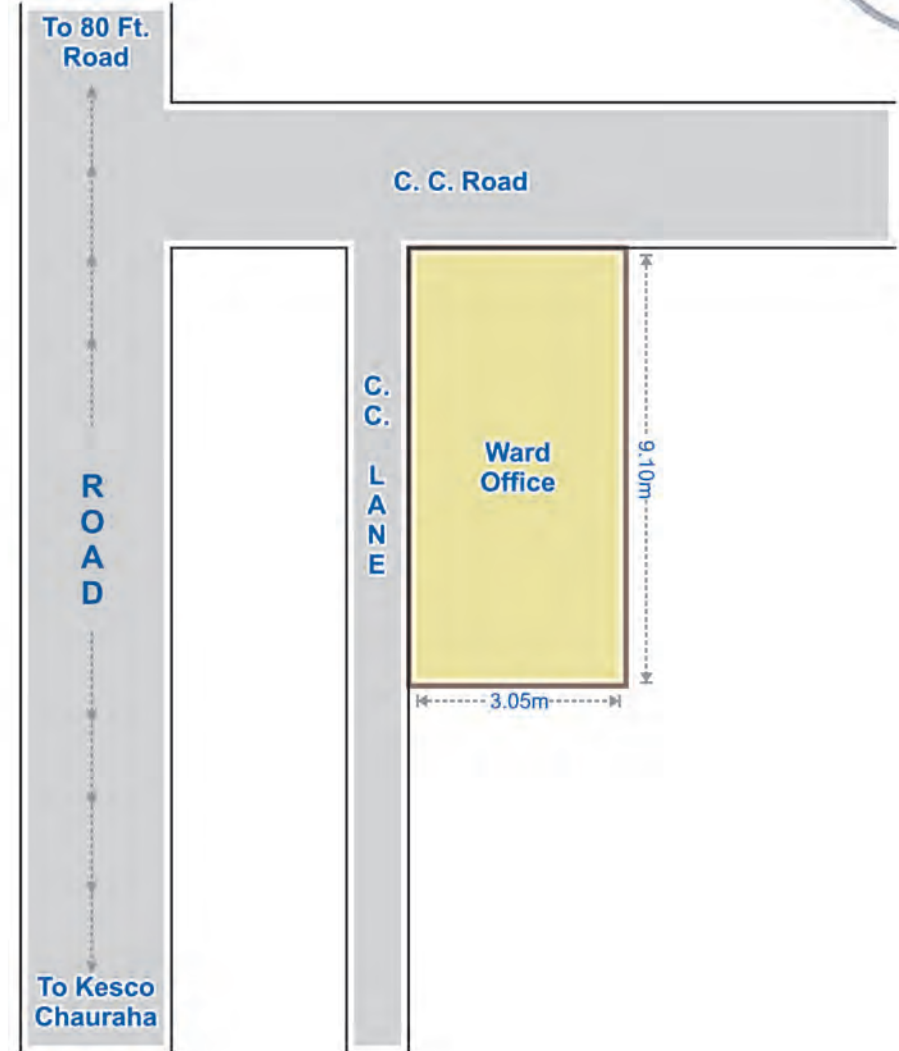 To 80 Ft.
Road
C. C. Road
C.
C.
L
A
N
E
Ward
Office
9.10m
3.05m
R
O
A
D
To Kesco
Chauraha